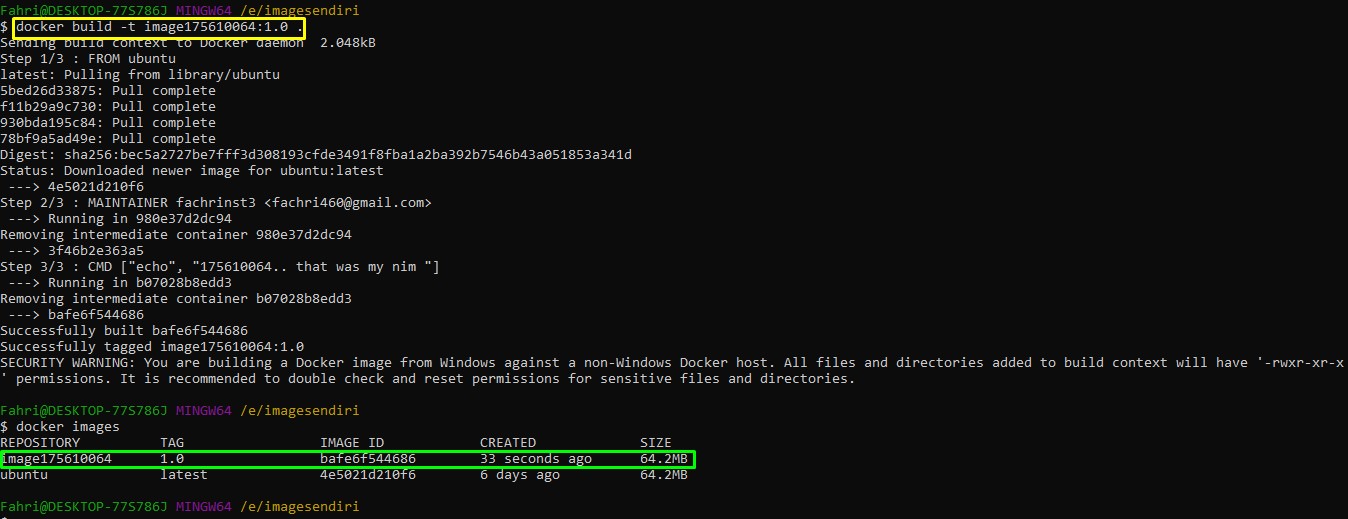 Fahri@DESKTOP-77S786J MINGW64 /e/imagesendiri
$ docker build -t image175610064:1.0 .
Sending build context to Docker daemon  2.048kB
Step 1/3 : FROM ubuntu
latest: Pulling from library/ubuntu
5bed26d33875: Pull complete
f11b29a9c730: Pull complete
930bda195c84: Pull complete
78bf9a5ad49e: Pull complete
Digest: sha256:bec5a2727be7fff3d308193cfde3491f8fba1a2ba392b7546b43a051853a341d
Status: Downloaded newer image for ubuntu:latest
 ---> 4e5021d210f6
Step 2/3 : MAINTAINER fachrinst3 <fachri460@gmail.com>
 ---> Running in 980e37d2dc94
Removing intermediate container 980e37d2dc94
 ---> 3f46b2e363a5
Step 3/3 : CMD ["echo", "175610064.. that was my nim "]
 ---> Running in b07028b8edd3
Removing intermediate container b07028b8edd3
 ---> bafe6f544686
Successfully built bafe6f544686
Successfully tagged image175610064:1.0
SECURITY WARNING: You are building a Docker image from Windows against a non-Windows Docker host. All files and directories added to build context will have '-rwxr-xr-x
' permissions. It is recommended to double check and reset permissions for sensitive files and directories.
Fahri@DESKTOP-77S786J MINGW64 /e/imagesendiri
$ docker images
REPOSITORY          TAG                 IMAGE ID            CREATED             SIZE
image175610064      1.0                 bafe6f544686        33 seconds ago      64.2MB
ubuntu              latest              4e5021d210f6        6 days ago          64.2MB
Fahri@DESKTOP-77S786J MINGW64 /e/imagesendiri